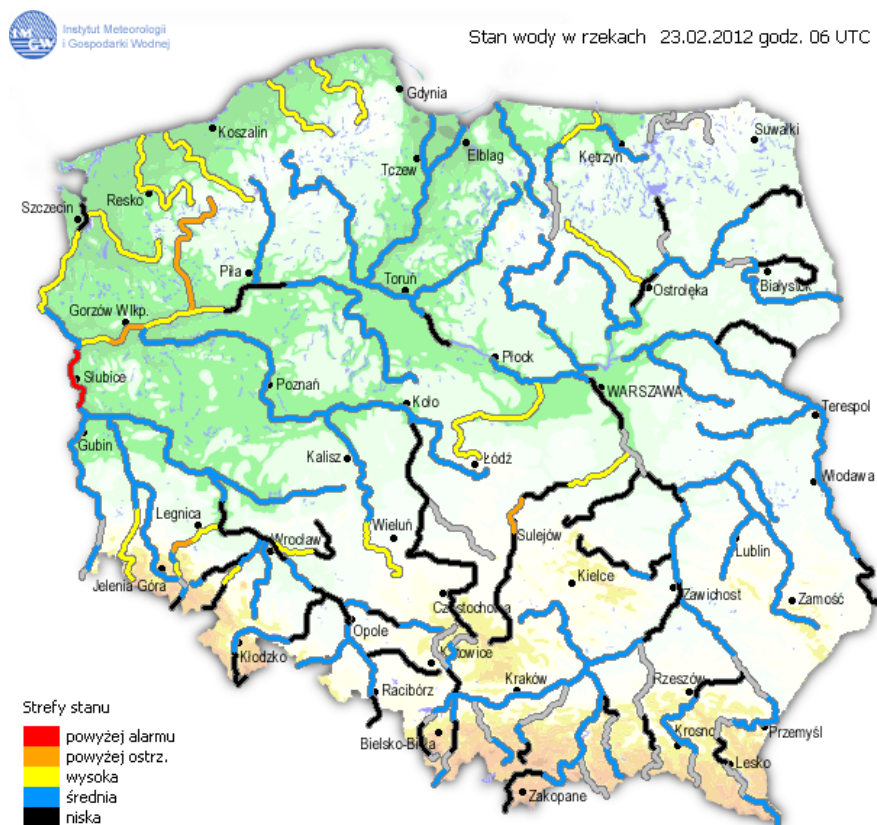 IMGW
Instytut Meteorologii
i Gospodarki Wodnej
Stan wody w rzekach 23.02.2012 godz. 06 UTC
Gdynia
Koszalin
Suwałki
Elbląg
Kętrzyn
Tczew
Resko
Szczecin
Piła
Toruń
Białystok
Ostrołęka
Gorzów Wlkp.
Płock
Słubice
Poznań
WARSZAWA
Koło
Terespol
Gubin
Kalisz
Łódź
Włodawa
Legnica
Wieluń
Sulejów
Wrocław
Lublin
Jelenia Góra
Kielce
Zawichost
Częstochowa
Zamość
Opole
Kłodzko
Katowice
Racibórz
Kraków
Rzeszów
Strefy stanu
powyżej alarmu
powyżej ostrz.
wysoka
średnia
niska
Bielsko-Biała
Krosno
Przemyśl
Lesko
Zakopane